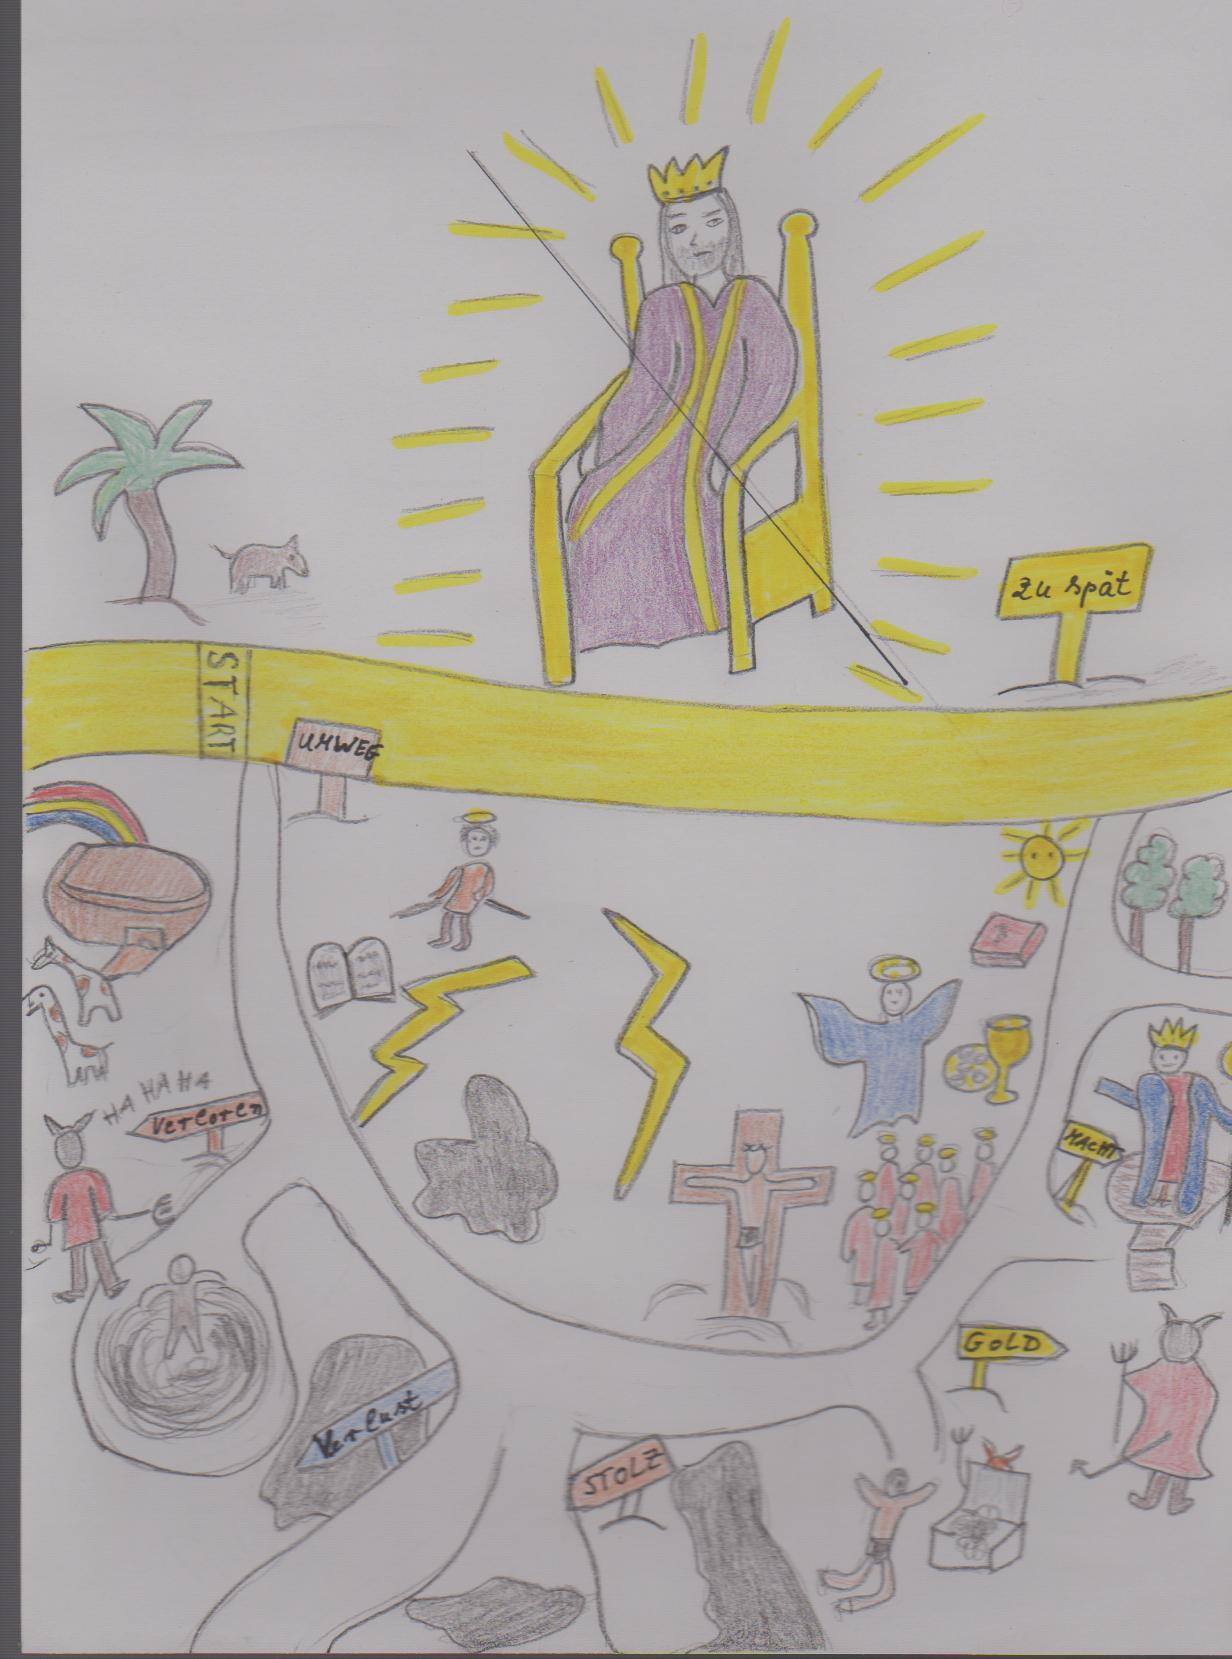 Zu spät
START
UMWEG
HA HA HA
Verloren
MACHT
GOLD
Verlust
STOLZ